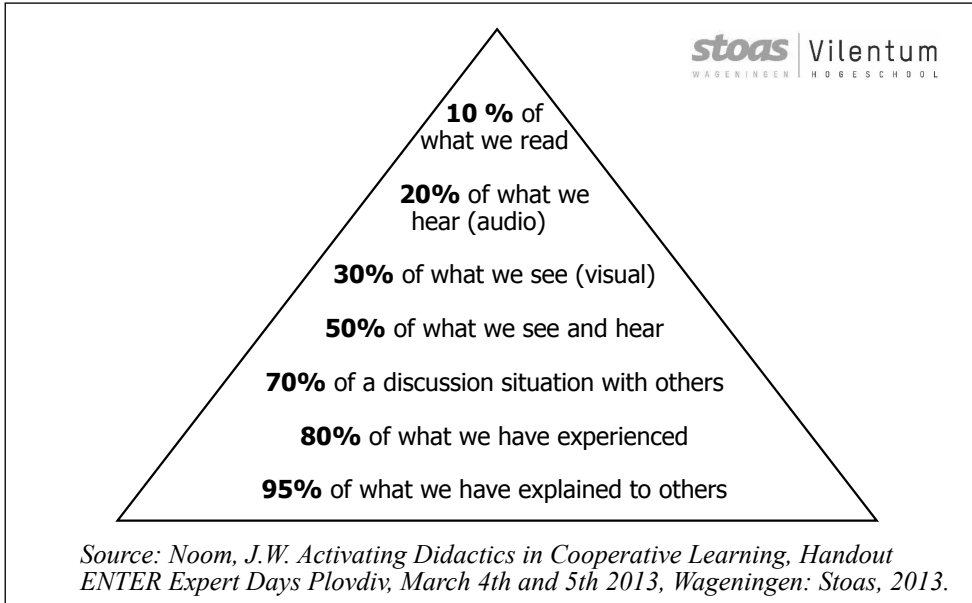 stoas | Vilentum
WAGENINGEN | HOGESCHOOL
10 % of
what we read
20% of what we
hear (audio)
30% of what we see (visual)
50% of what we see and hear
70% of a discussion situation with others
80% of what we have experienced
95% of what we have explained to others
Source: Noom, J.W. Activating Didactics in Cooperative Learning, Handout
ENTER Expert Days Plovdiv, March 4th and 5th 2013, Wageningen: Stoas, 2013.